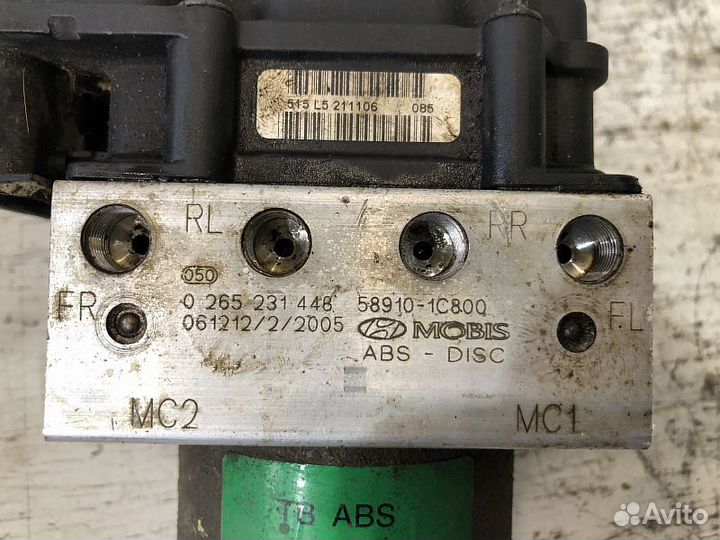 515 L5 211106 085
RL RR
050
FR 0 265 231 448 58910-1C800 FL
061212/2/2005 MOBIS
ABS - DISC
MC2 MC1
TB ABS
Avito